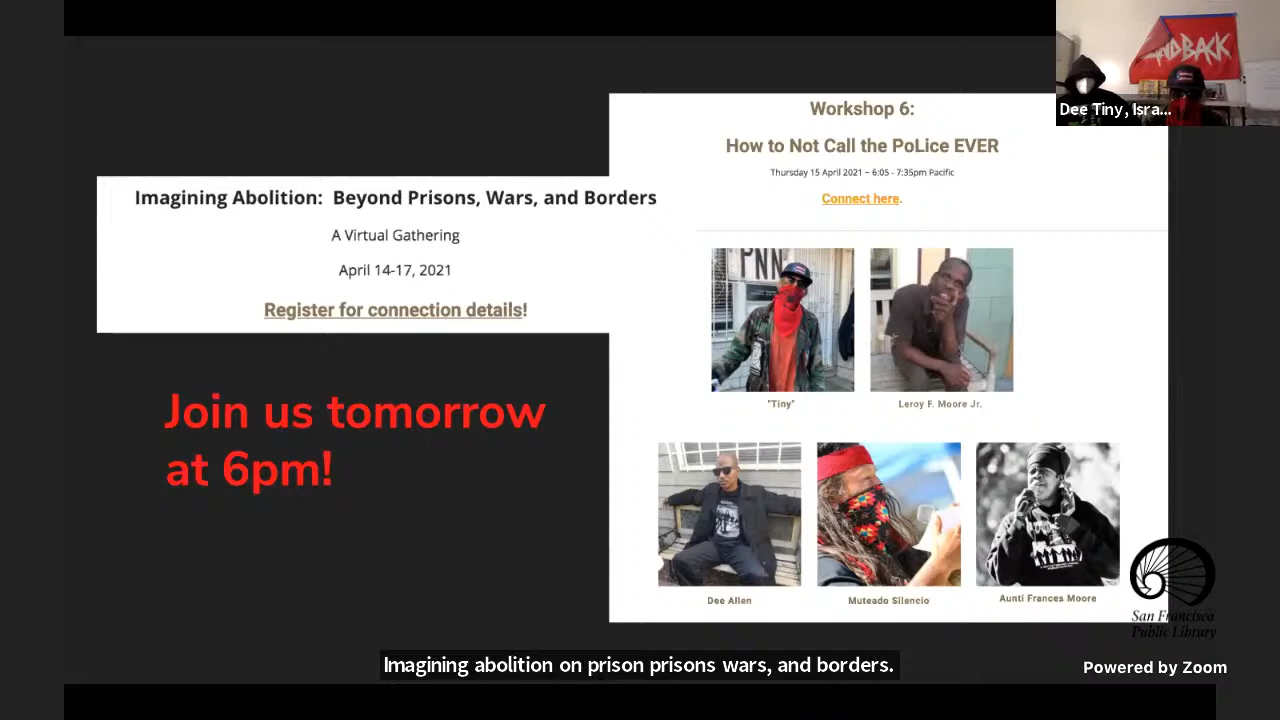 LANDBACK
Dee Tiny, Isra...
Workshop 6:
How to Not Call the PoLice EVER
Thursday 15 April 2021 ~ 6:05 - 7:35pm Pacific
Connect here.
Imagining Abolition: Beyond Prisons, Wars, and Borders
A Virtual Gathering
April 14-17, 2021
Register for connection details!
Join us tomorrow
at 6pm!
PNN
"Tiny"
Leroy F. Moore Jr.
Dee Allen
Muteado Silencio
Aunti Frances Moore
San Francisco
Public Library
Imagining abolition on prison prisons wars, and borders.
Powered by Zoom